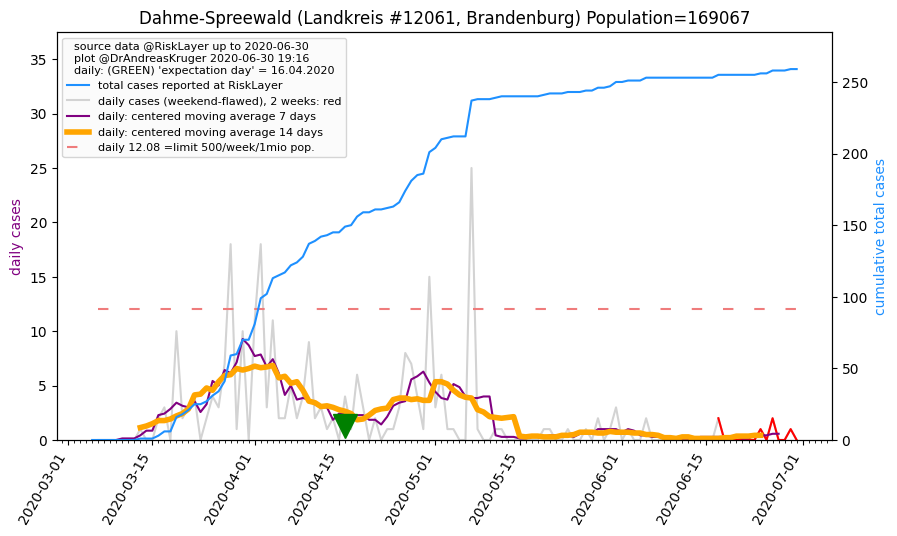 Dahme-Spreewald (Landkreis #12061, Brandenburg) Population=169067
source data @RiskLayer up to 2020-06-30
plot @DrAndreasKruger 2020-06-30 19:16
daily: (GREEN) 'expectation day' = 16.04.2020
total cases reported at RiskLayer
daily cases (weekend-flawed), 2 weeks: red
daily: centered moving average 7 days
daily: centered moving average 14 days
daily 12.08 =limit 500/week/1mio pop.
daily cases
35
30
25
20
15
10
5
0
cumulative total cases
250
200
150
100
50
0
2020-03-01
2020-03-15
2020-04-01
2020-04-15
2020-05-01
2020-05-15
2020-06-01
2020-06-15
2020-07-01